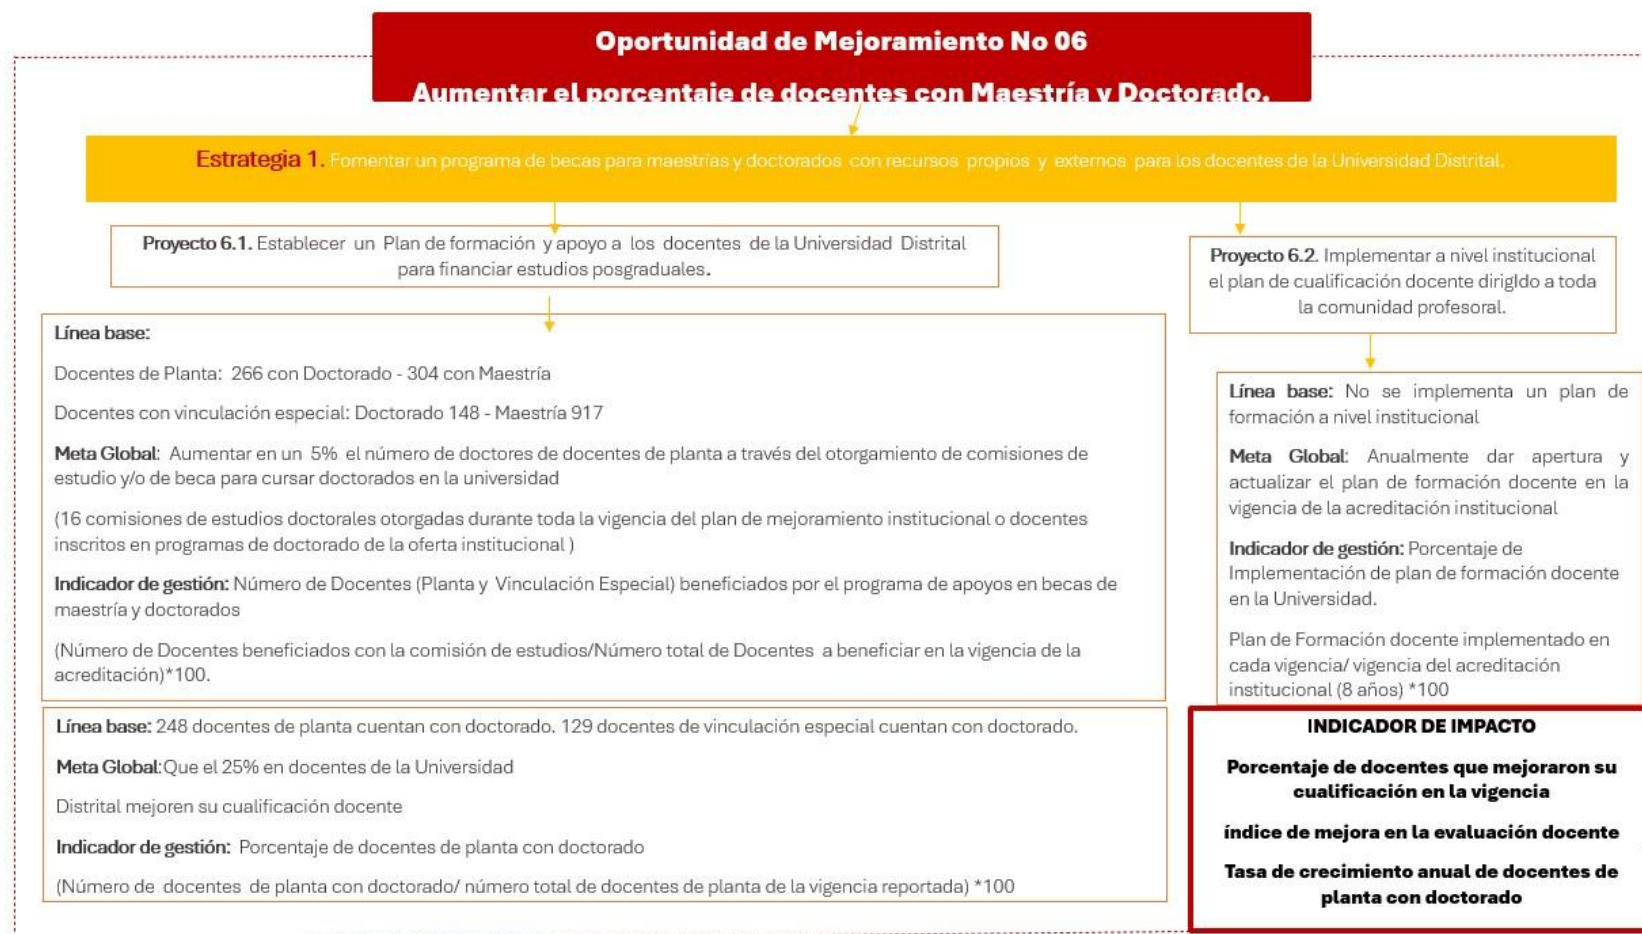 Oportunidad de Mejoramiento No 06
Aumentar el porcentaje de docentes con Maestría y Doctorado.
Estrategia 1. Fomentar un programa de becas para maestrías y doctorados con recursos propios y externos para los docentes de la Universidad Distrital.
Proyecto 6.1. Establecer un Plan de formación y apoyo a los docentes de la Universidad Distrital
para financiar estudios posgraduales.
Línea base:
Docentes de Planta: 266 con Doctorado - 304 con Maestría
Docentes con vinculación especial: Doctorado 148 - Maestría 917
Meta Global: Aumentar en un 5% el número de doctores de docentes de planta a través del otorgamiento de comisiones de
estudio y/o de beca para cursar doctorados en la universidad
(16 comisiones de estudios doctorales otorgadas durante toda la vigencia del plan de mejoramiento institucional o docentes
inscritos en programas de doctorado de la oferta institucional )
Indicador de gestión: Número de Docentes (Planta y Vinculación Especial) beneficiados por el programa de apoyos en becas de
maestría y doctorados
(Número de Docentes beneficiados con la comisión de estudios/Número total de Docentes a beneficiar en la vigencia de la
acreditación)*100.
Línea base: 248 docentes de planta cuentan con doctorado. 129 docentes de vinculación especial cuentan con doctorado.
Meta Global:Que el 25% en docentes de la Universidad
Distrital mejoren su cualificación docente
Indicador de gestión: Porcentaje de docentes de planta con doctorado
(Número de docentes de planta con doctorado/ número total de docentes de planta de la vigencia reportada) *100
Proyecto 6.2. Implementar a nivel institucional
el plan de cualificación docente dirigIdo a toda
la comunidad profesoral.
Línea base: No se implementa un plan de
formación a nivel institucional
Meta Global: Anualmente dar apertura y
actualizar el plan de formación docente en la
vigencia de la acreditación institucional
Indicador de gestión: Porcentaje de
Implementación de plan de formación docente
en la Universidad.
Plan de Formación docente implementado en
cada vigencia/ vigencia del acreditación
institucional (8 años) *100
INDICADOR DE IMPACTO
Porcentaje de docentes que mejoraron su
cualificación en la vigencia
índice de mejora en la evaluación docente
Tasa de crecimiento anual de docentes de
planta con doctorado